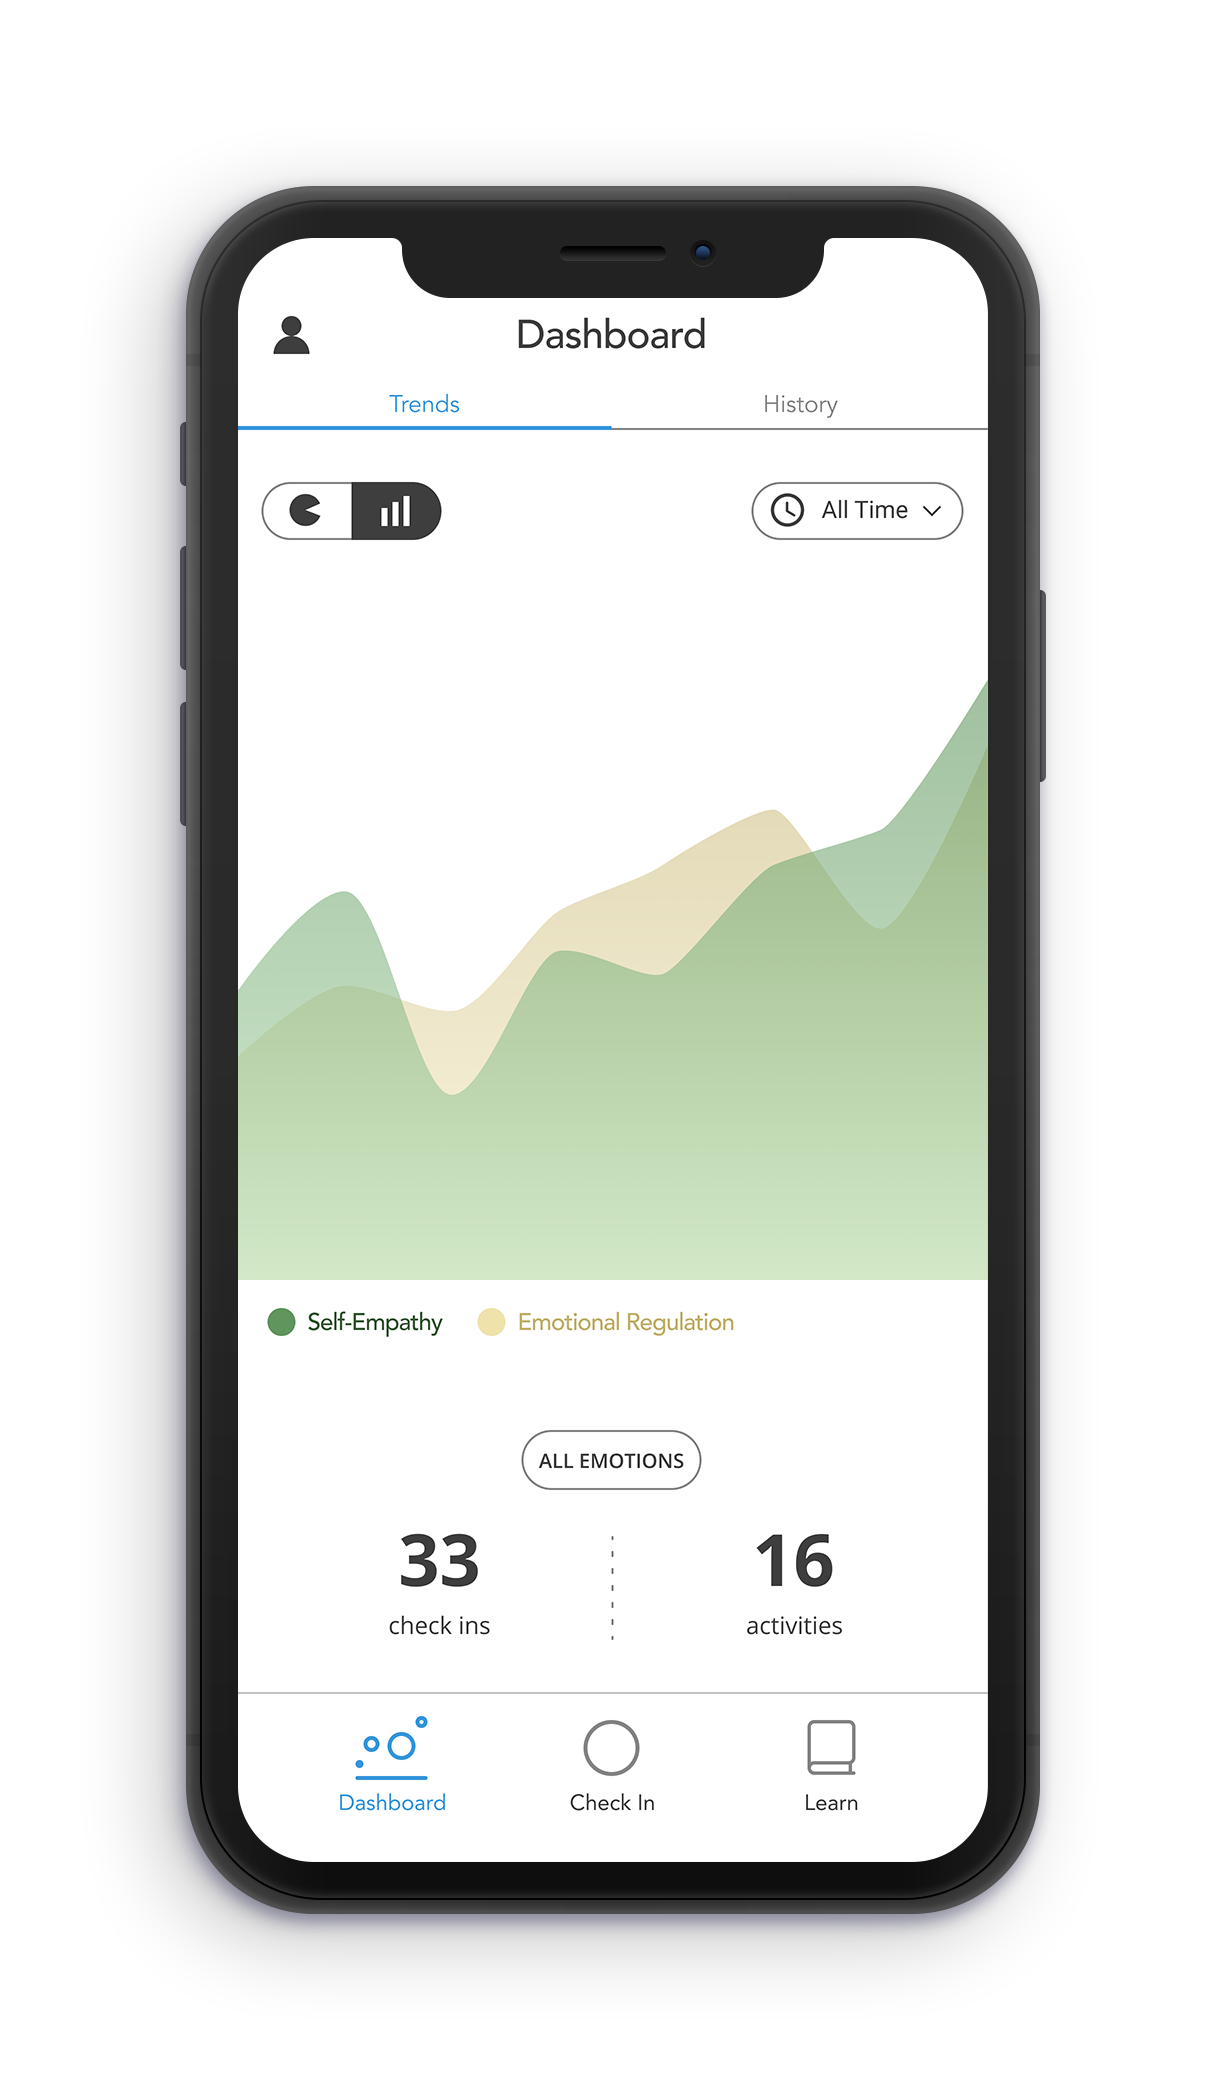 Dashboard
Trends History
All Time
Self-Empathy Emotional Regulation
ALL EMOTIONS
33 16
check ins activities
Dashboard Check In Learn